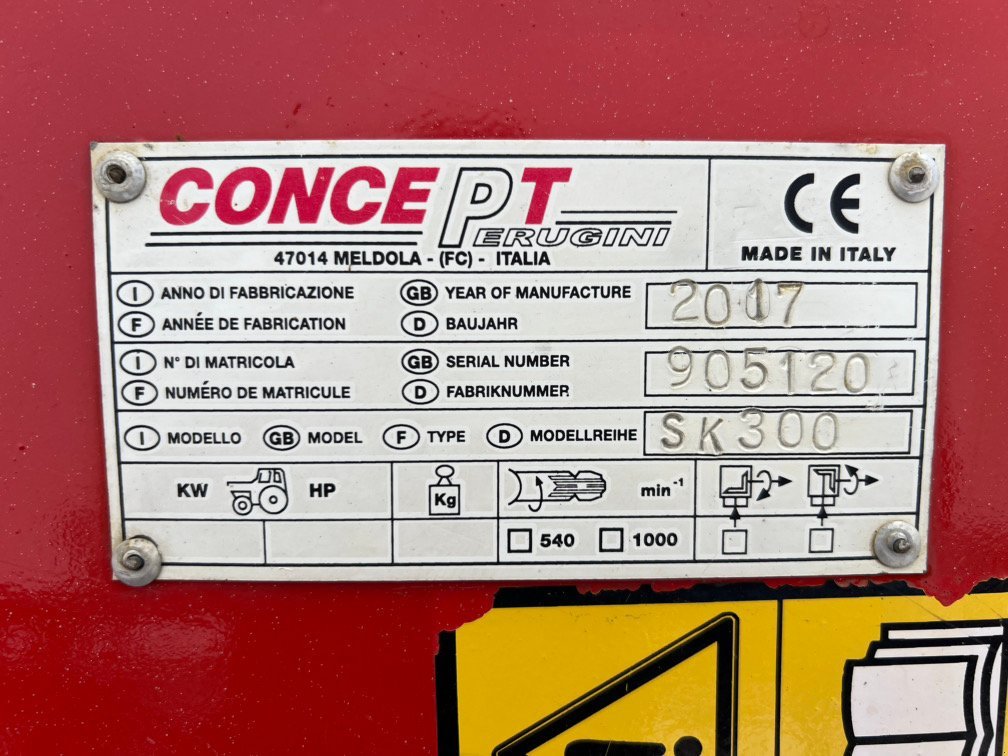 CONCEPT
PERUGINI
47014 MELDOLA - (FC) - ITALIA
CE
MADE IN ITALY
I ANNO DI FABBRICAZIONE GB YEAR OF MANUFACTURE 2017
F ANNÉE DE FABRICATION D BAUJAHR
I N° DI MATRICOLA GB SERIAL NUMBER 905120
F NUMÉRO DE MATRICULE D FABRIKNUMMER
I MODELLO GB MODEL F TYPE D MODELLREIHE SK300
KW HP Kg min-1
540 1000